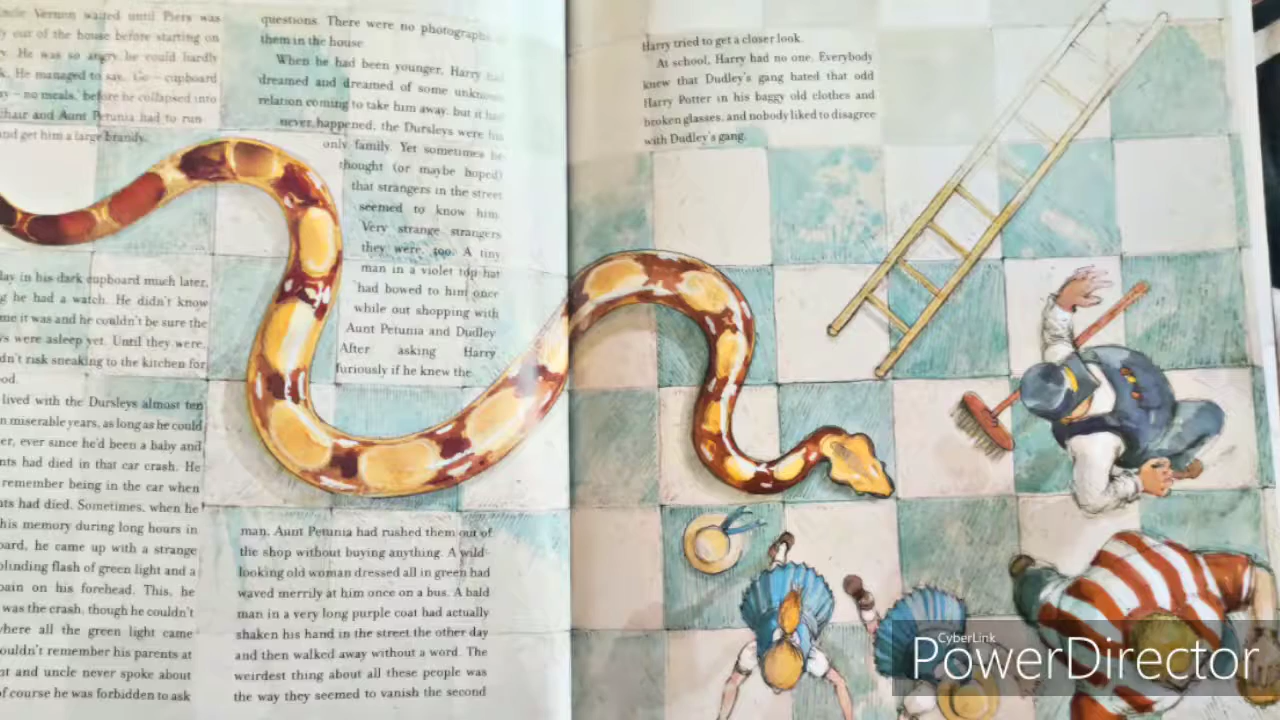 Uncle Vernon waited until Piers was
out of the house before starting on
He was so angry he could hardly
He managed to say, 'Go – cupboard
– no meals,' before he collapsed into
chair and Aunt Petunia had to run
and get him a large brandy.
lay in his dark cupboard much later,
he had a watch. He didn't know
time it was and he couldn't be sure the
were asleep yet. Until they were,
didn't risk sneaking to the kitchen for
lived with the Dursleys almost ten
miserable years, as long as he could
ever since he'd been a baby and
had died in that car crash. He
remember being in the car when
had died. Sometimes, when he
his memory during long hours in
he came up with a strange
blinding flash of green light and a
pain on his forehead. This, he
was the crash, though he couldn't
where all the green light came
couldn't remember his parents at
and uncle never spoke about
of course he was forbidden to ask
questions. There were no photographs of
them in the house.
When he had been younger, Harry had
dreamed and dreamed of some unknown
relation coming to take him away, but it had
never happened; the Dursleys were his
only family. Yet sometimes he
thought (or maybe hoped)
that strangers in the street
seemed to know him.
Very strange strangers
they were, too. A tiny
man in a violet top hat
had bowed to him once
while out shopping with
Aunt Petunia and Dudley.
After asking Harry
furiously if he knew the
man, Aunt Petunia had rushed them out of
the shop without buying anything. A wild-
looking old woman dressed all in green had
waved merrily at him once on a bus. A bald
man in a very long purple coat had actually
shaken his hand in the street the other day
and then walked away without a word. The
weirdest thing about all these people was
the way they seemed to vanish the second
Harry tried to get a closer look.
At school, Harry had no one. Everybody
knew that Dudley's gang hated that odd
Harry Potter in his baggy old clothes and
broken glasses, and nobody liked to disagree
with Dudley's gang.
CyberLink
PowerDirector